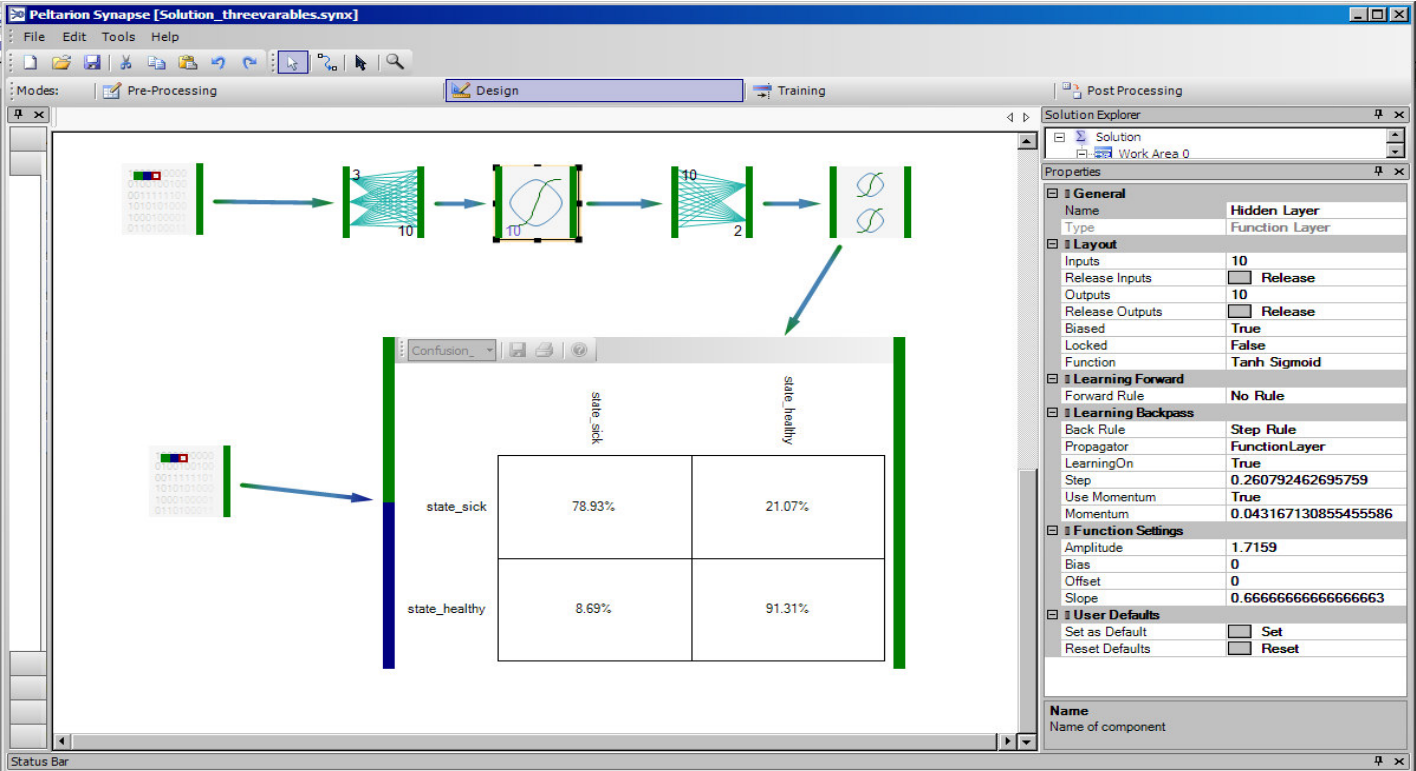 Peltarion Synapse [Solution_threevarables.synx]
File Edit Tools Help
Modes: Pre-Processing Design Training Post Processing
Solution Explorer
Solution
Work Area 0
Properties
General
Name Hidden Layer
Type Function Layer
Layout
Inputs 10
Release Inputs Release
Outputs 10
Release Outputs Release
Biased True
Locked False
Function Tanh Sigmoid
Learning Forward
Forward Rule No Rule
Learning Backpass
Back Rule Step Rule
Propagator FunctionLayer
LearningOn True
Step 0.260792462695759
Use Momentum True
Momentum 0.043167130855455586
Function Settings
Amplitude 1.7159
Bias 0
Offset 0
Slope 0.66666666666666663
User Defaults
Set as Default Set
Reset Defaults Reset
Name
Name of component
3 10
10 10 2
Confusion_
state_sick state_healthy
state_sick 78.93% 21.07%
state_healthy 8.69% 91.31%
Status Bar